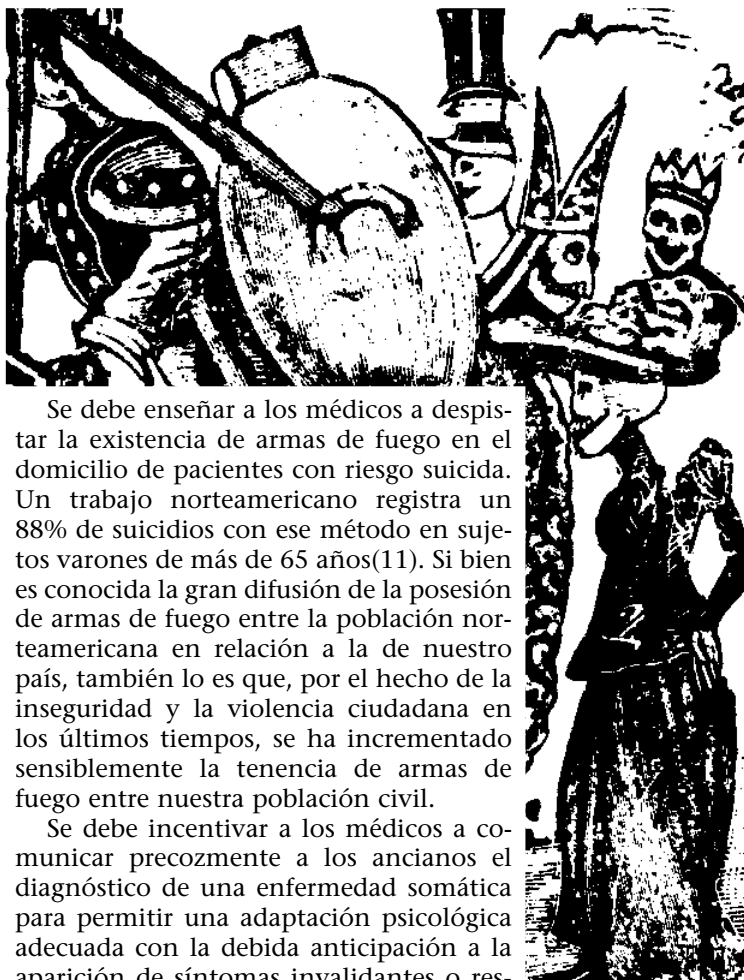 Se debe enseñar a los médicos a despis-
tar la existencia de armas de fuego en el
domicilio de pacientes con riesgo suicida.
Un trabajo norteamericano registra un
88% de suicidios con ese método en suje-
tos varones de más de 65 años(11). Si bien
es conocida la gran difusión de la posesión
de armas de fuego entre la población nor-
teamericana en relación a la de nuestro
país, también lo es que, por el hecho de la
inseguridad y la violencia ciudadana en
los últimos tiempos, se ha incrementado
sensiblemente la tenencia de armas de
fuego entre nuestra población civil.
Se debe incentivar a los médicos a co-
municar precozmente a los ancianos el
diagnóstico de una enfermedad somática
para permitir una adaptación psicológica
adecuada con la debida anticipación a la
aparición de síntomas invalidantes o res-